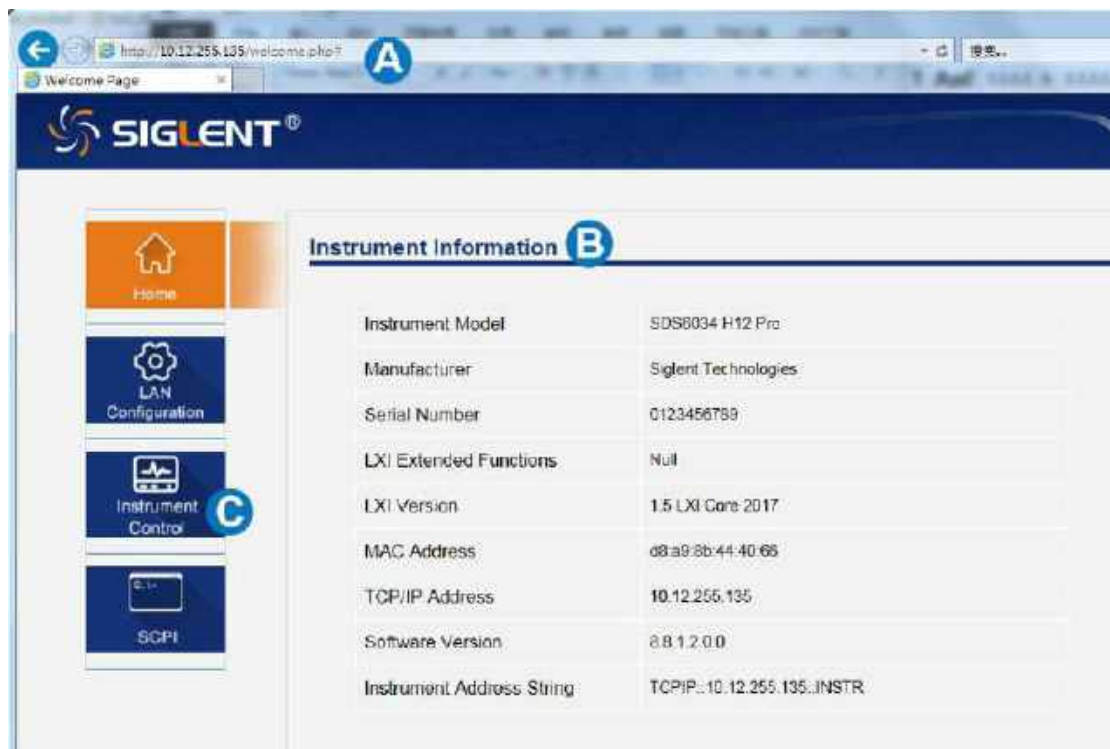 http://10.12.255.135/welcome.php?
A
搜索...
Welcome Page
SIGLENT®
Home
LAN
Configuration
Instrument
Control
C
SCPI
Instrument Information B
Instrument Model SDS6034 H12 Pro
Manufacturer Siglent Technologies
Serial Number 0123456789
LXI Extended Functions Null
LXI Version 1.5 LXI Core 2017
MAC Address d8:a9:8b:44:40:66
TCP/IP Address 10.12.255.135
Software Version 8.8.1.2.0.0
Instrument Address String TCPIP::10.12.255.135::INSTR